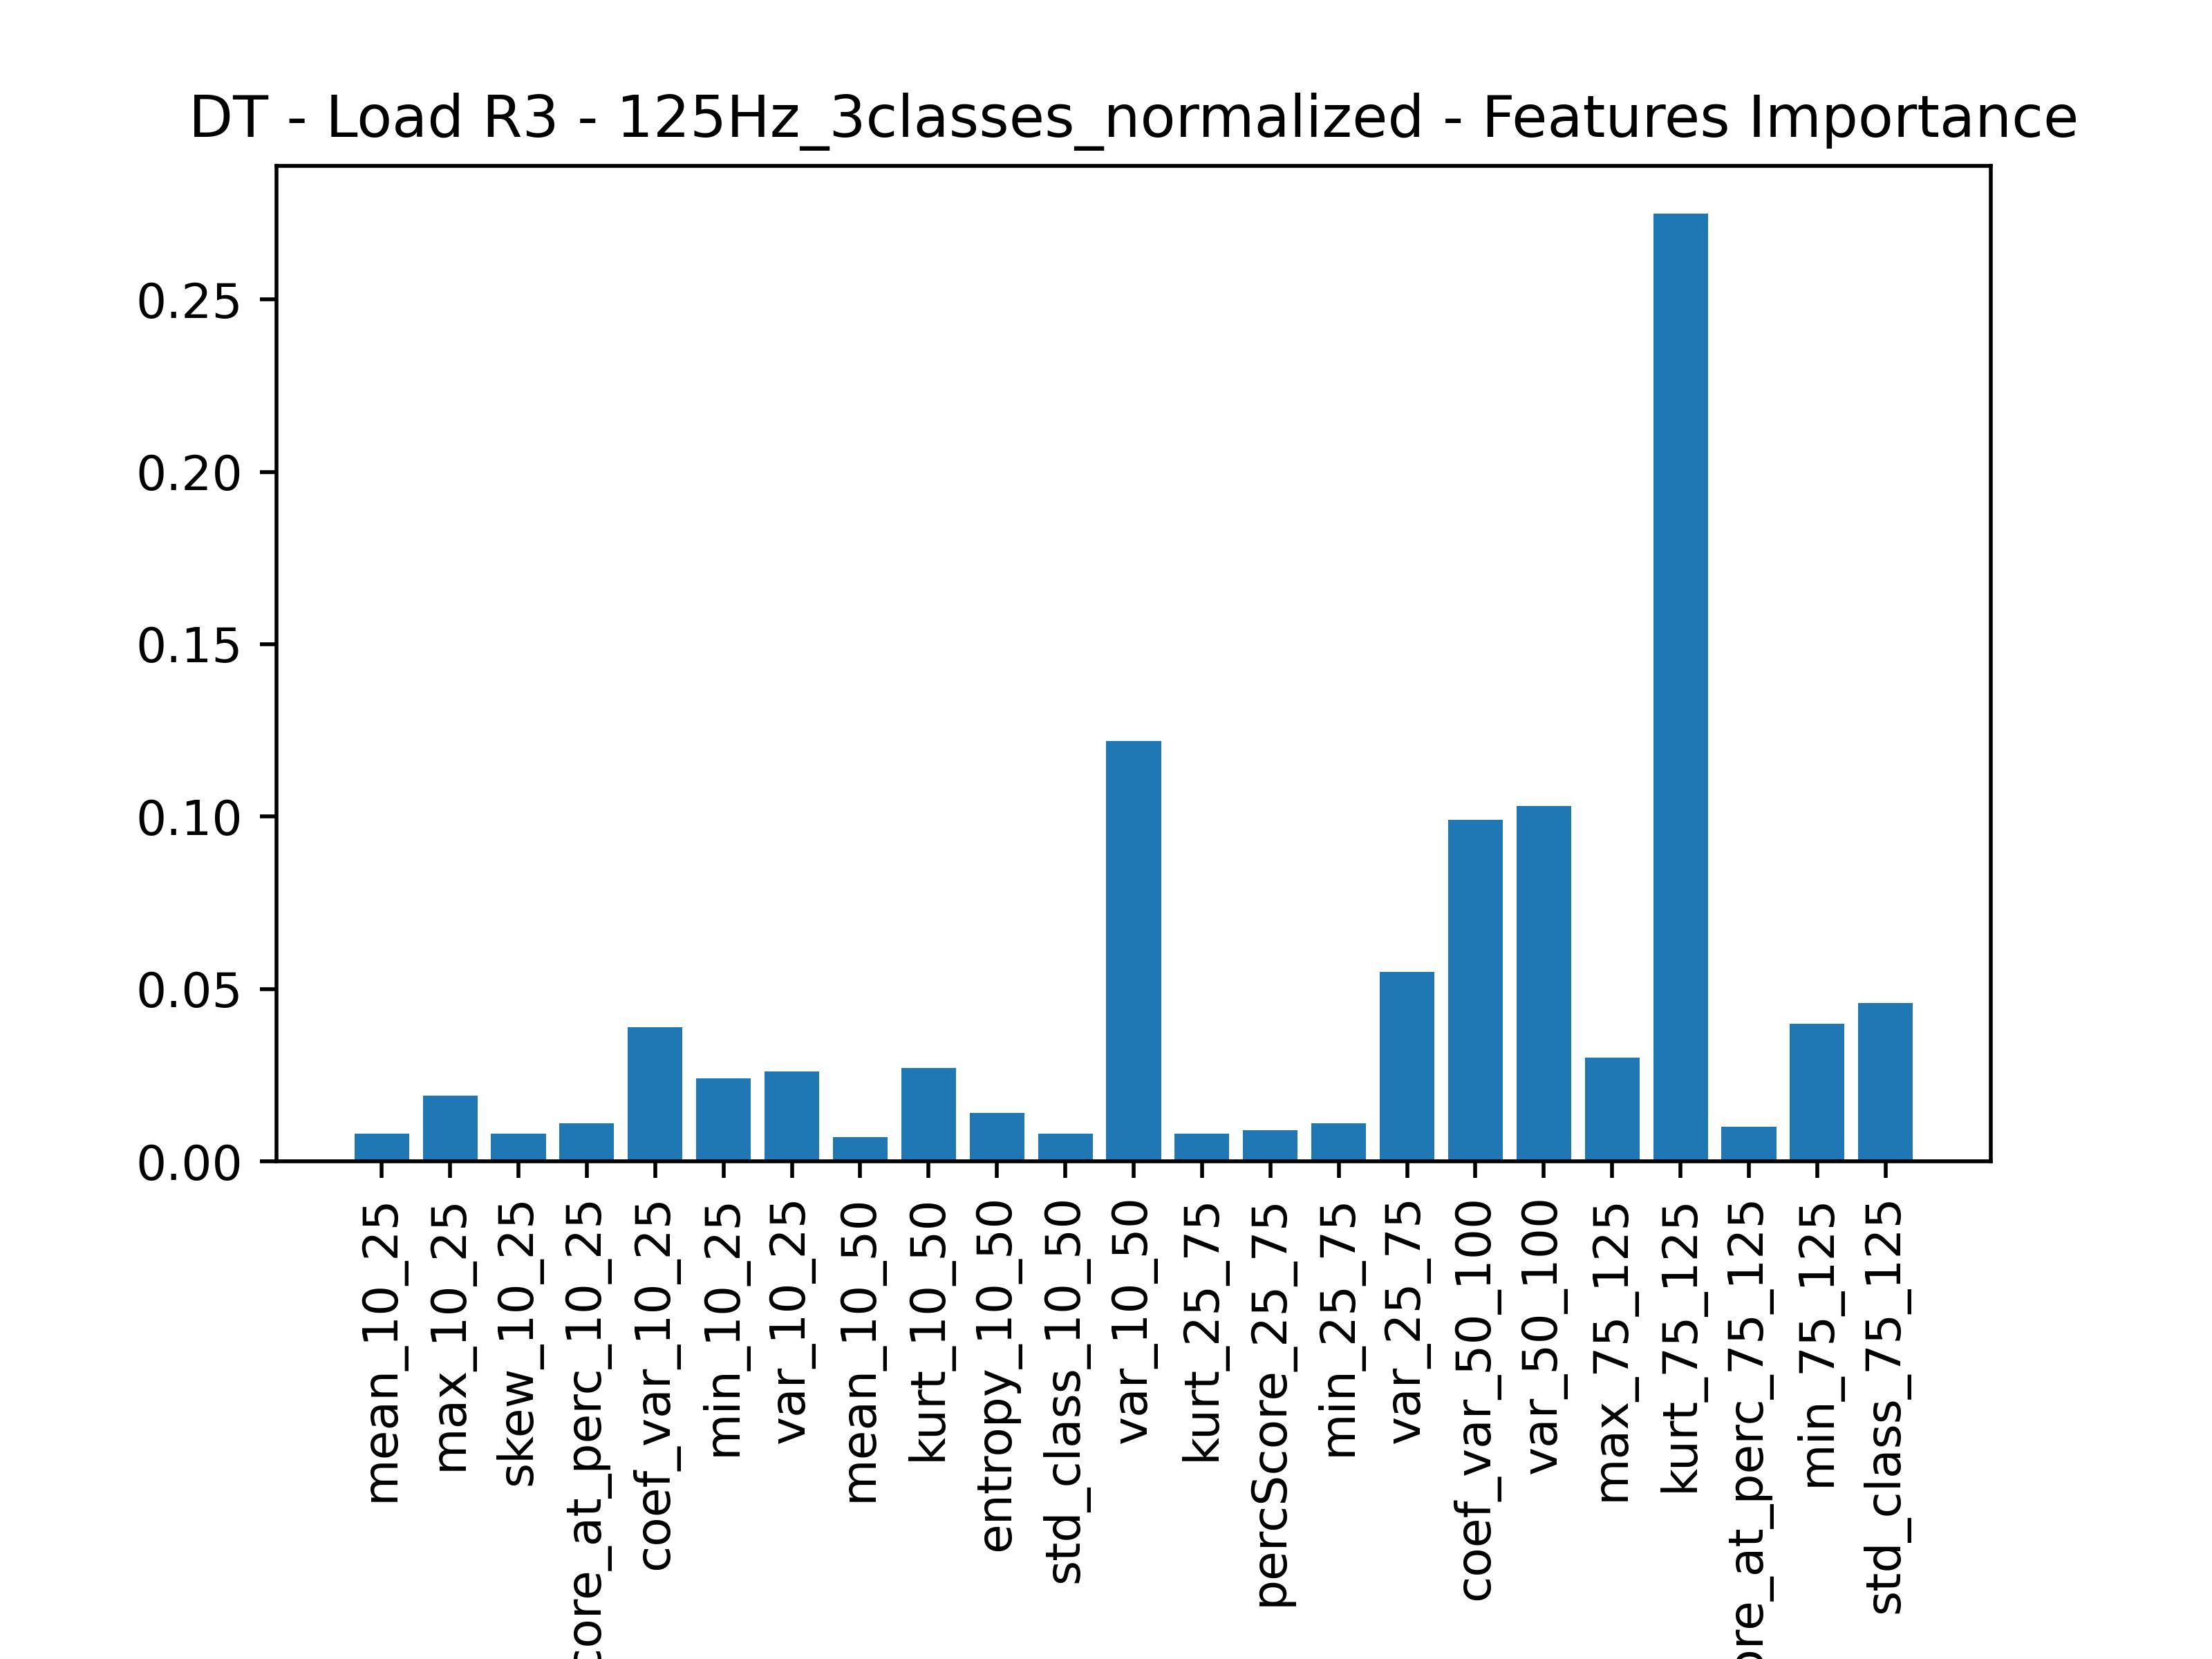 DT - Load R3 - 125Hz_3classes_normalized - Features Importance
0.25
0.20
0.15
0.10
0.05
0.00
mean_10_25
max_10_25
skew_10_25
core_at_perc_10_25
coef_var_10_25
min_10_25
var_10_25
mean_10_50
kurt_10_50
entropy_10_50
std_class_10_50
var_10_50
kurt_25_75
percScore_25_75
min_25_75
var_25_75
coef_var_50_100
var_50_100
max_75_125
kurt_75_125
ore_at_perc_75_125
min_75_125
std_class_75_125